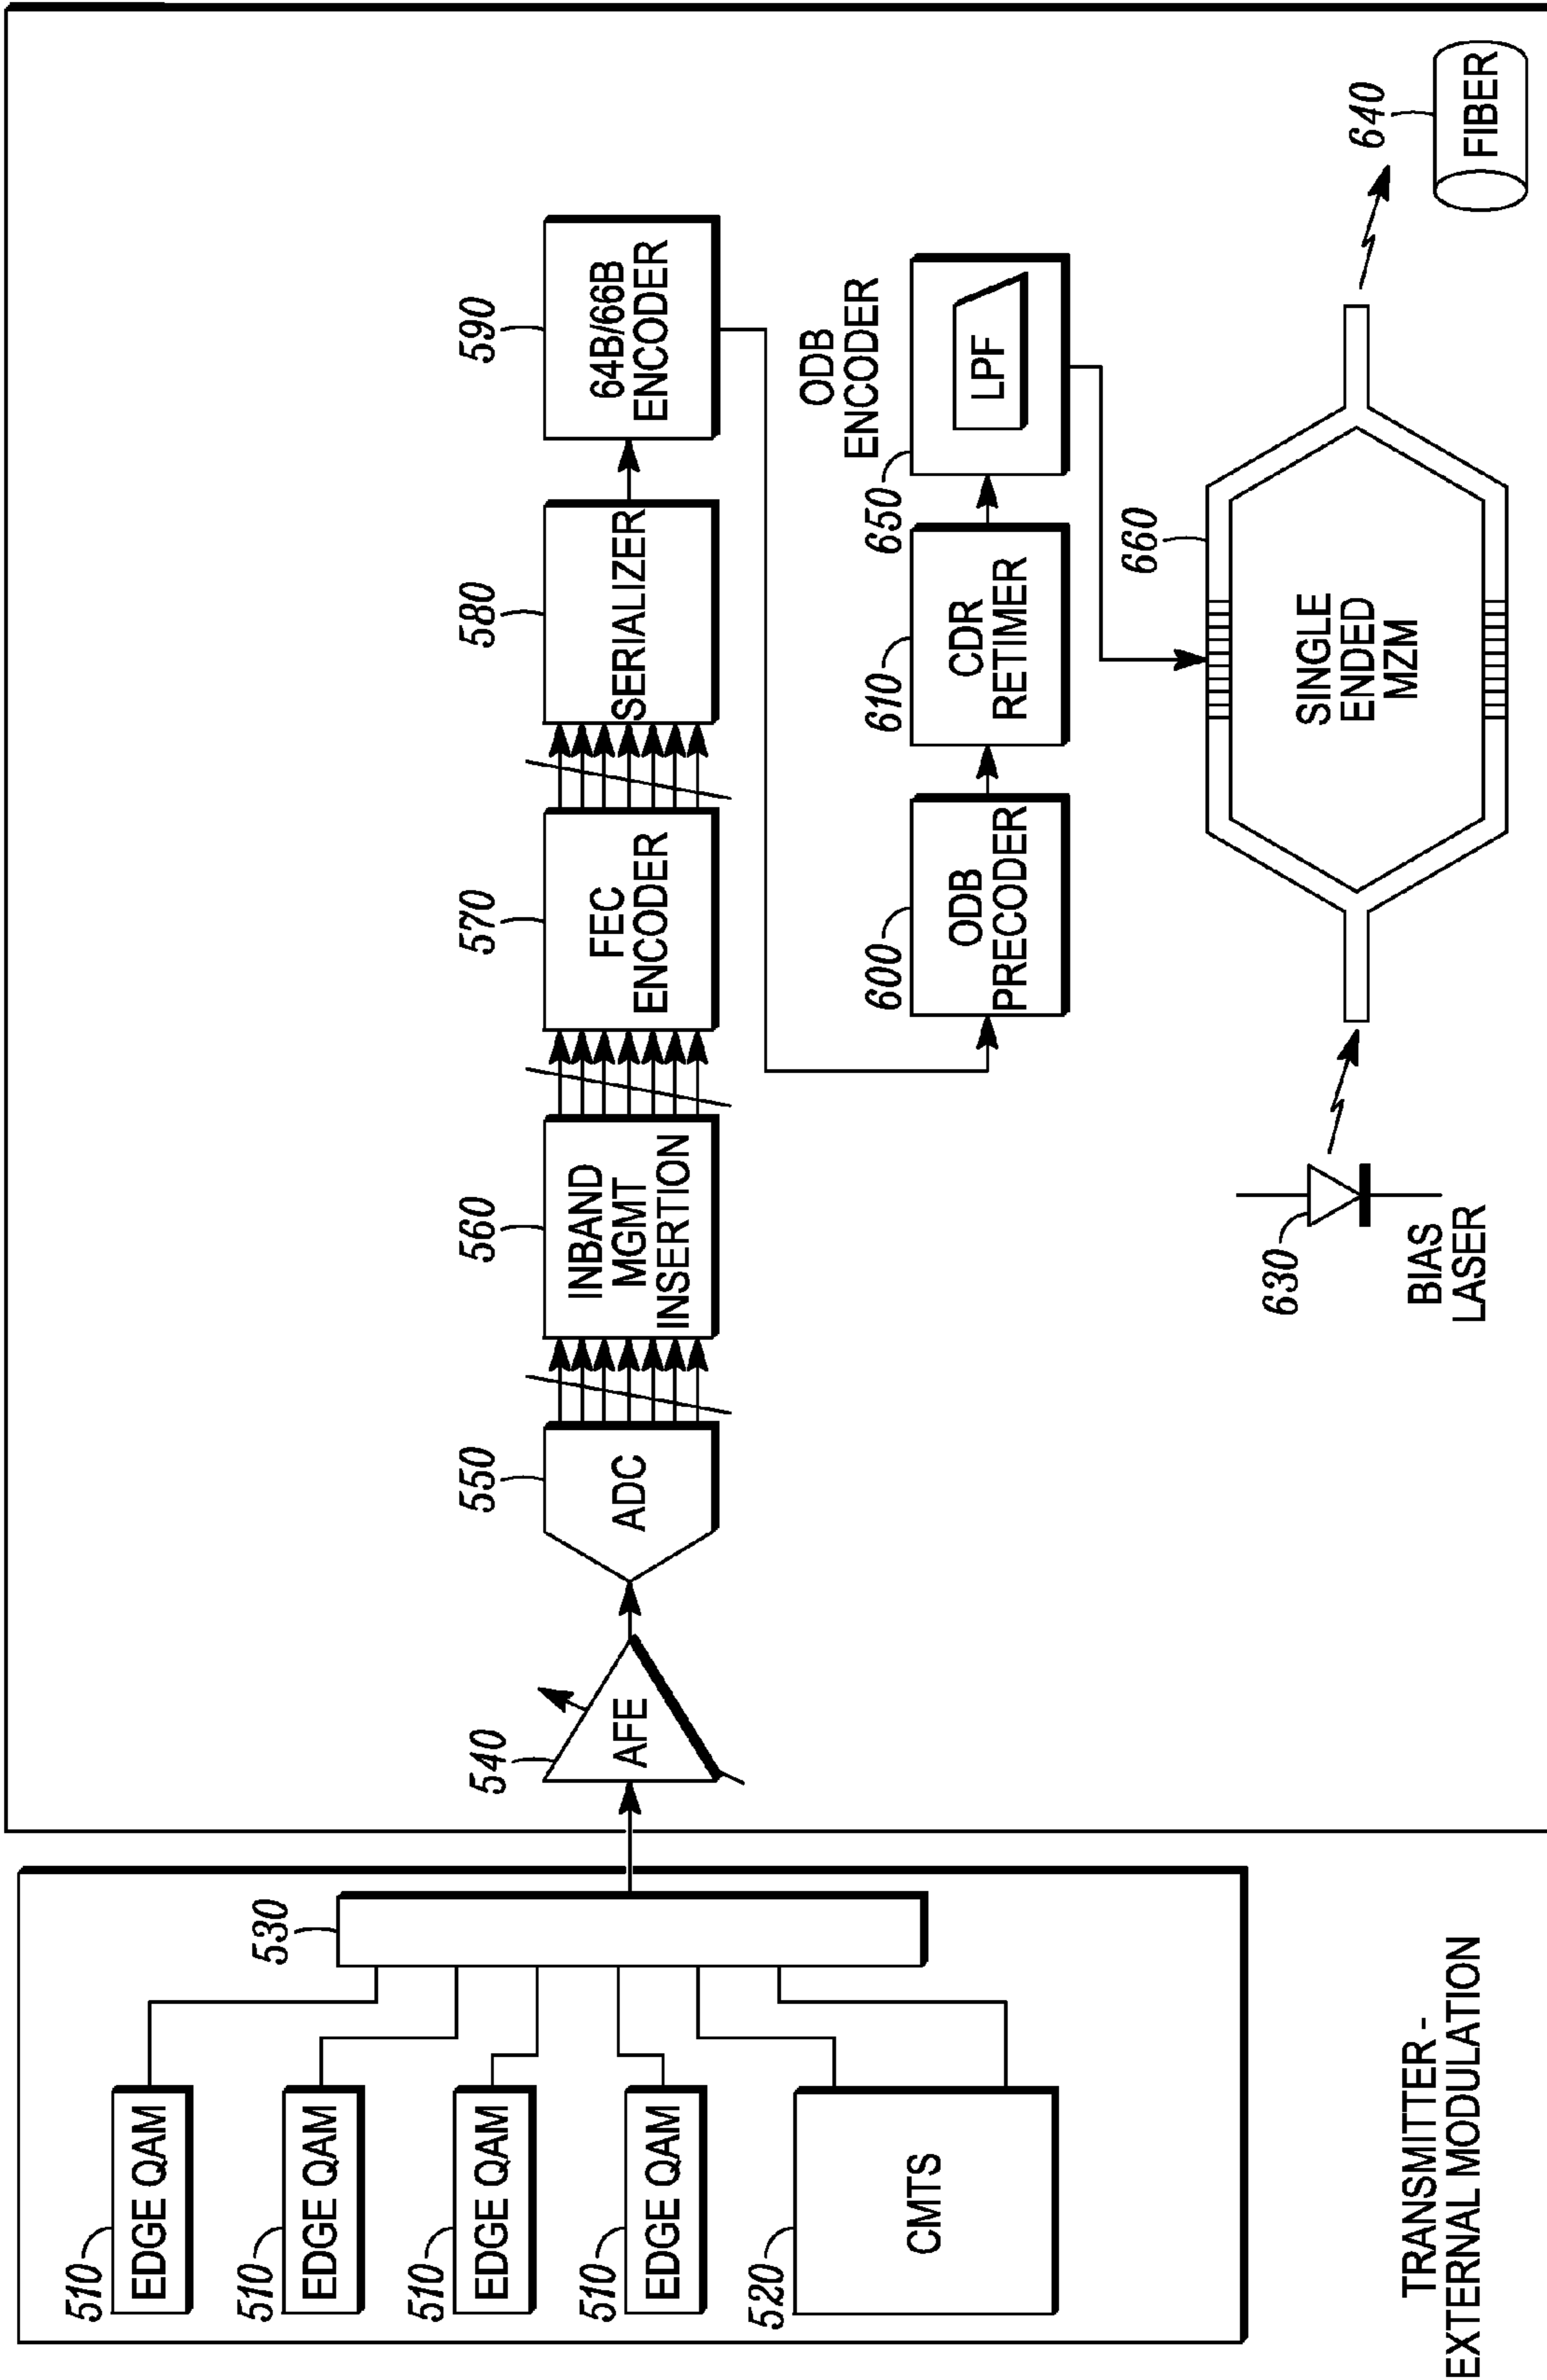 510
EDGE QAM
510
EDGE QAM
510
EDGE QAM
510
EDGE QAM
520
CMTS
530
540
AFE
550
ADC
560
INBAND
MGMT
INSERTION
570
FEC
ENCODER
580
SERIALIZER
590
64B/66B
ENCODER
600
ODB
PRECODER
610
CDR
RETIMER
650
ODB
ENCODER
LPF
630
BIAS
LASER
660
SINGLE
ENDED
MZM
640
FIBER
TRANSMITTER -
EXTERNAL MODULATION